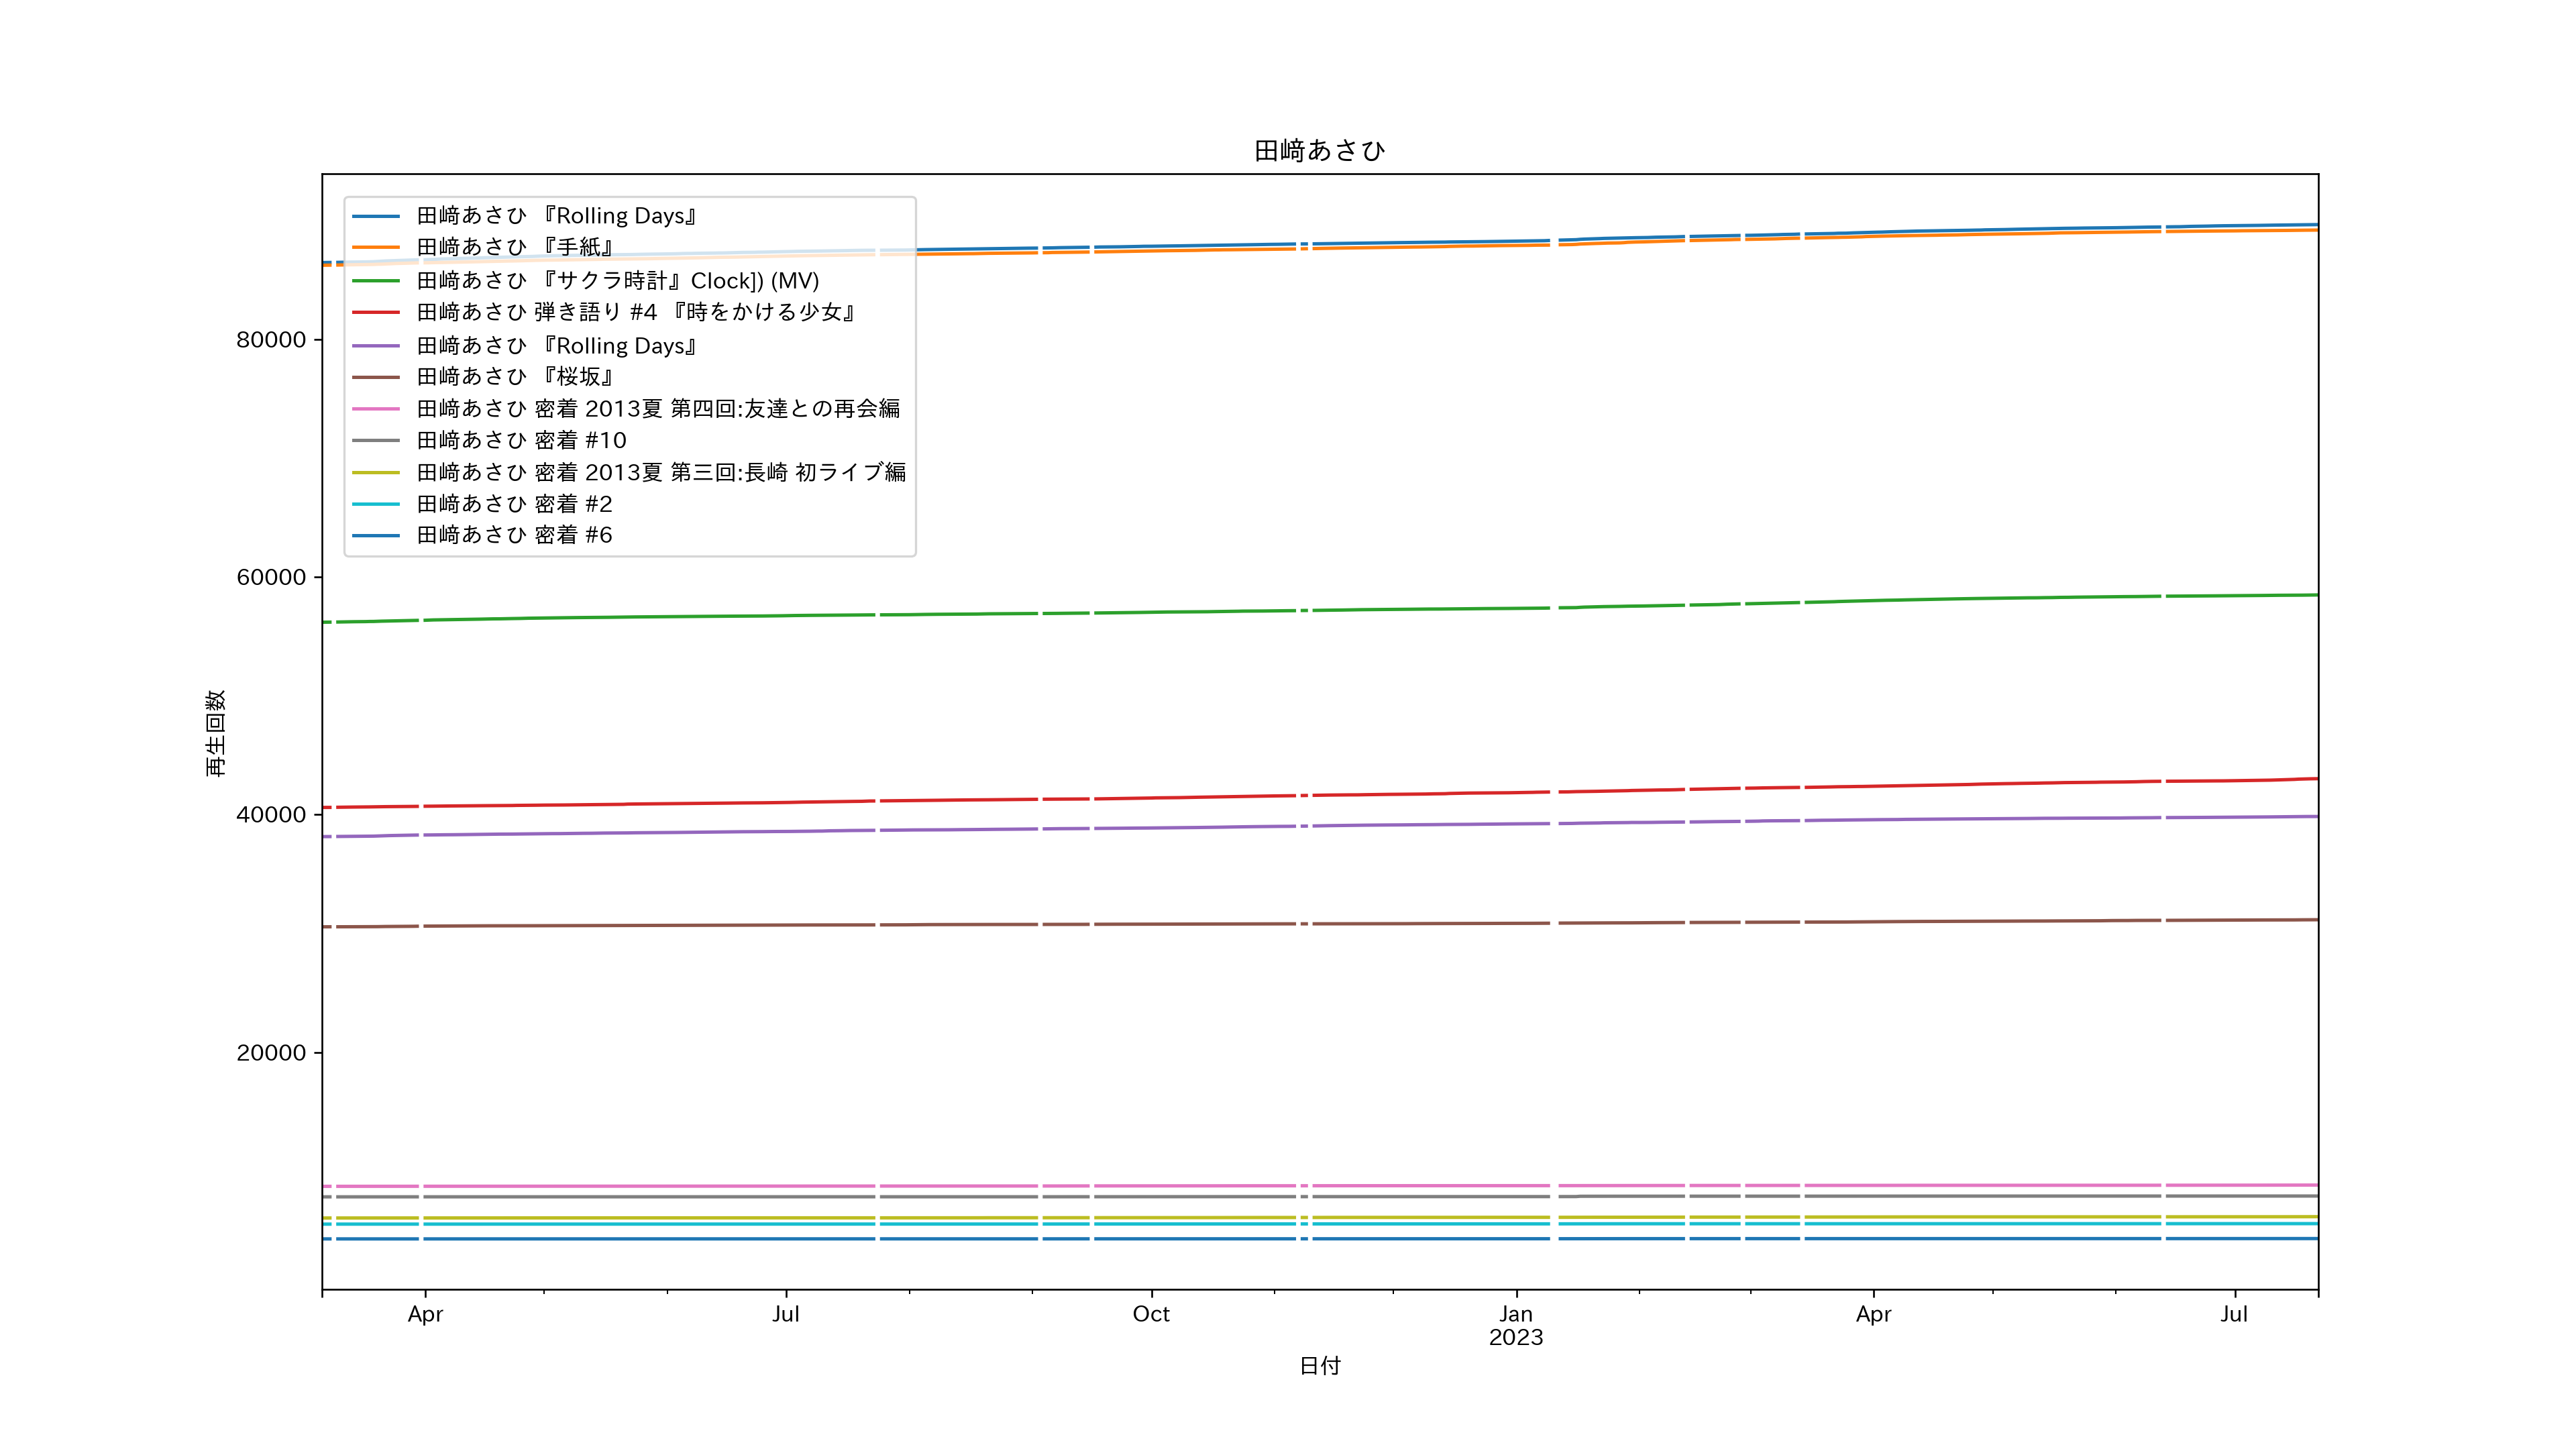 田﨑あさひ
田﨑あさひ 『Rolling Days』
田﨑あさひ 『手紙』
田﨑あさひ 『サクラ時計』Clock]) (MV)
田﨑あさひ 弾き語り #4 『時をかける少女』
田﨑あさひ 『Rolling Days』
田﨑あさひ 『桜坂』
田﨑あさひ 密着 2013夏 第四回:友達との再会編
田﨑あさひ 密着 #10
田﨑あさひ 密着 2013夏 第三回:長崎 初ライブ編
田﨑あさひ 密着 #2
田﨑あさひ 密着 #6
80000
60000
40000
20000
再生回数
Apr
Jul
Oct
Jan
2023
Apr
Jul
日付